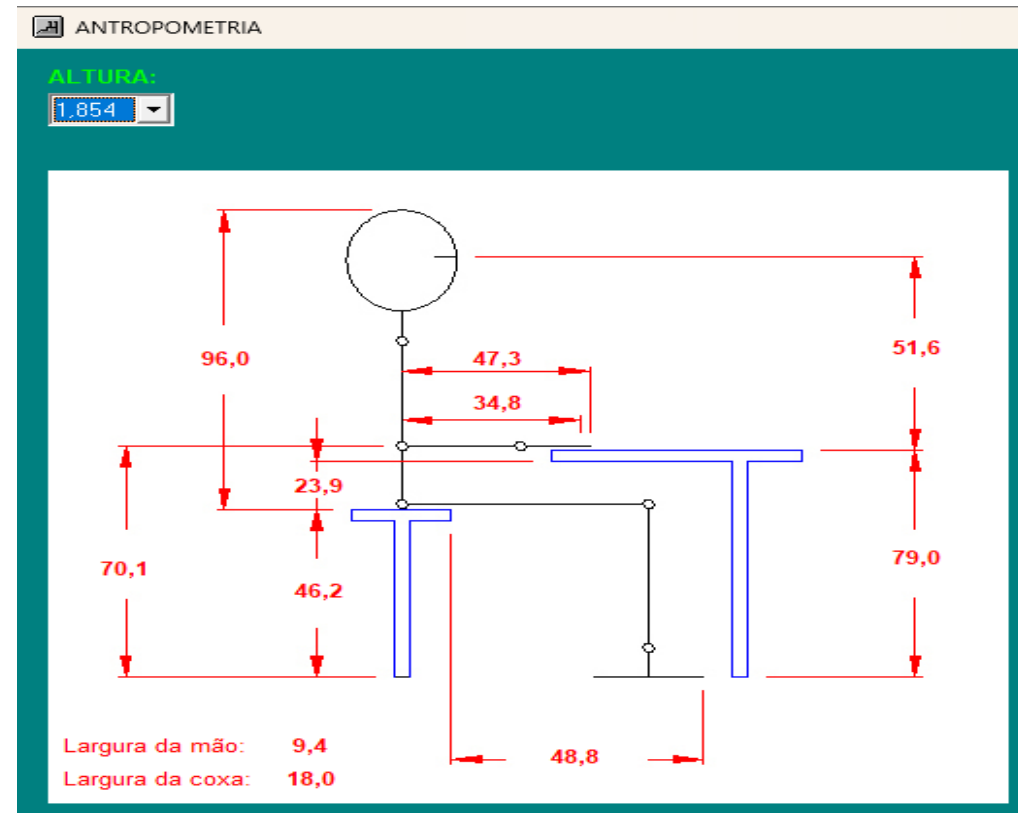 ANTROPOMETRIA
ALTURA:
1,854
96,0
47,3
51,6
34,8
23,9
70,1
46,2
79,0
48,8
Largura da mão: 9,4
Largura da coxa: 18,0